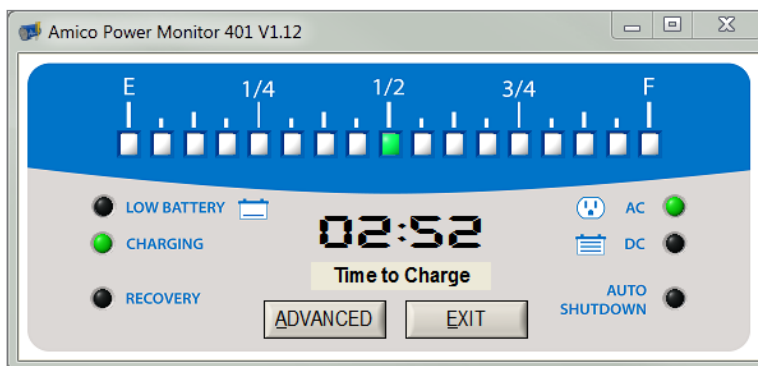 Amico Power Monitor 401 V1.12
E 1/4 1/2 3/4 F
LOW BATTERY
CHARGING
RECOVERY
02:52
Time to Charge
ADVANCED EXIT
AC
DC
AUTO
SHUTDOWN